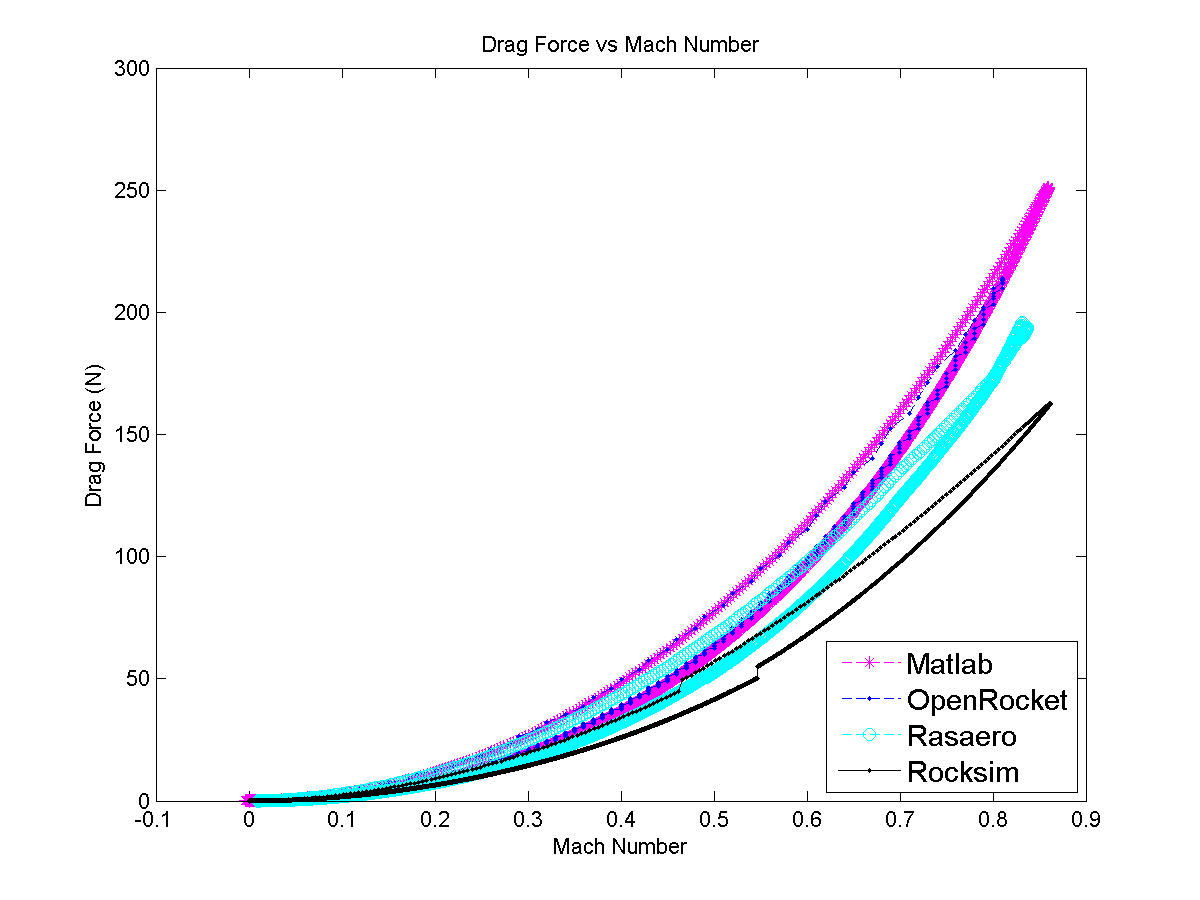 Drag Force vs Mach Number
300
250
200
150
100
50
0
Drag Force (N)
-0.1 0 0.1 0.2 0.3 0.4 0.5 0.6 0.7 0.8 0.9
Mach Number
Matlab
OpenRocket
Rasaero
Rocksim